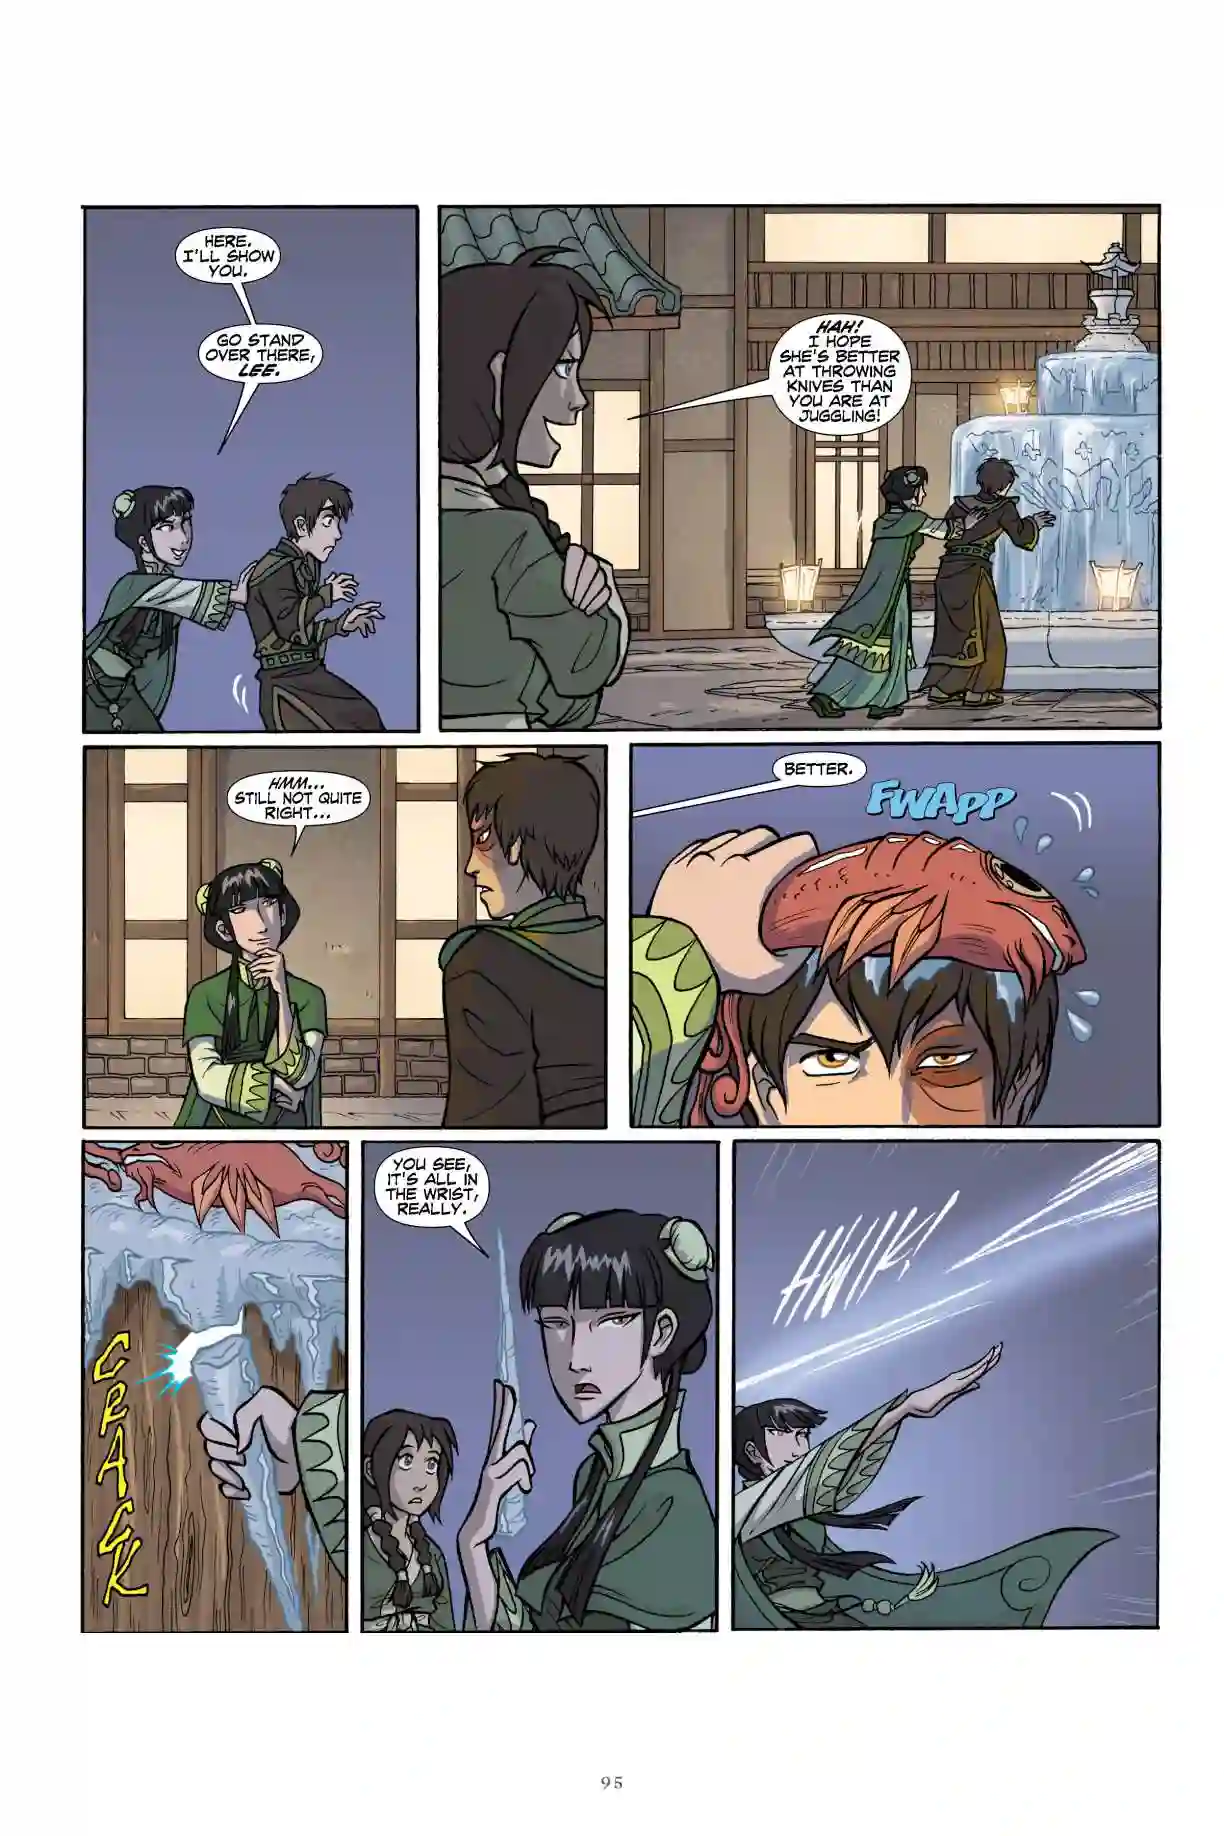 HERE.
I'LL SHOW
YOU.
GO STAND
OVER THERE,
LEE.
HAH!
I HOPE
SHE'S BETTER
AT THROWING
KNIVES THAN
YOU ARE AT
JUGGLING!
HMM...
STILL NOT QUITE
RIGHT...
BETTER.
FWAPP
CRACK
YOU SEE,
IT'S ALL IN
THE WRIST,
REALLY.
HWIK!
95